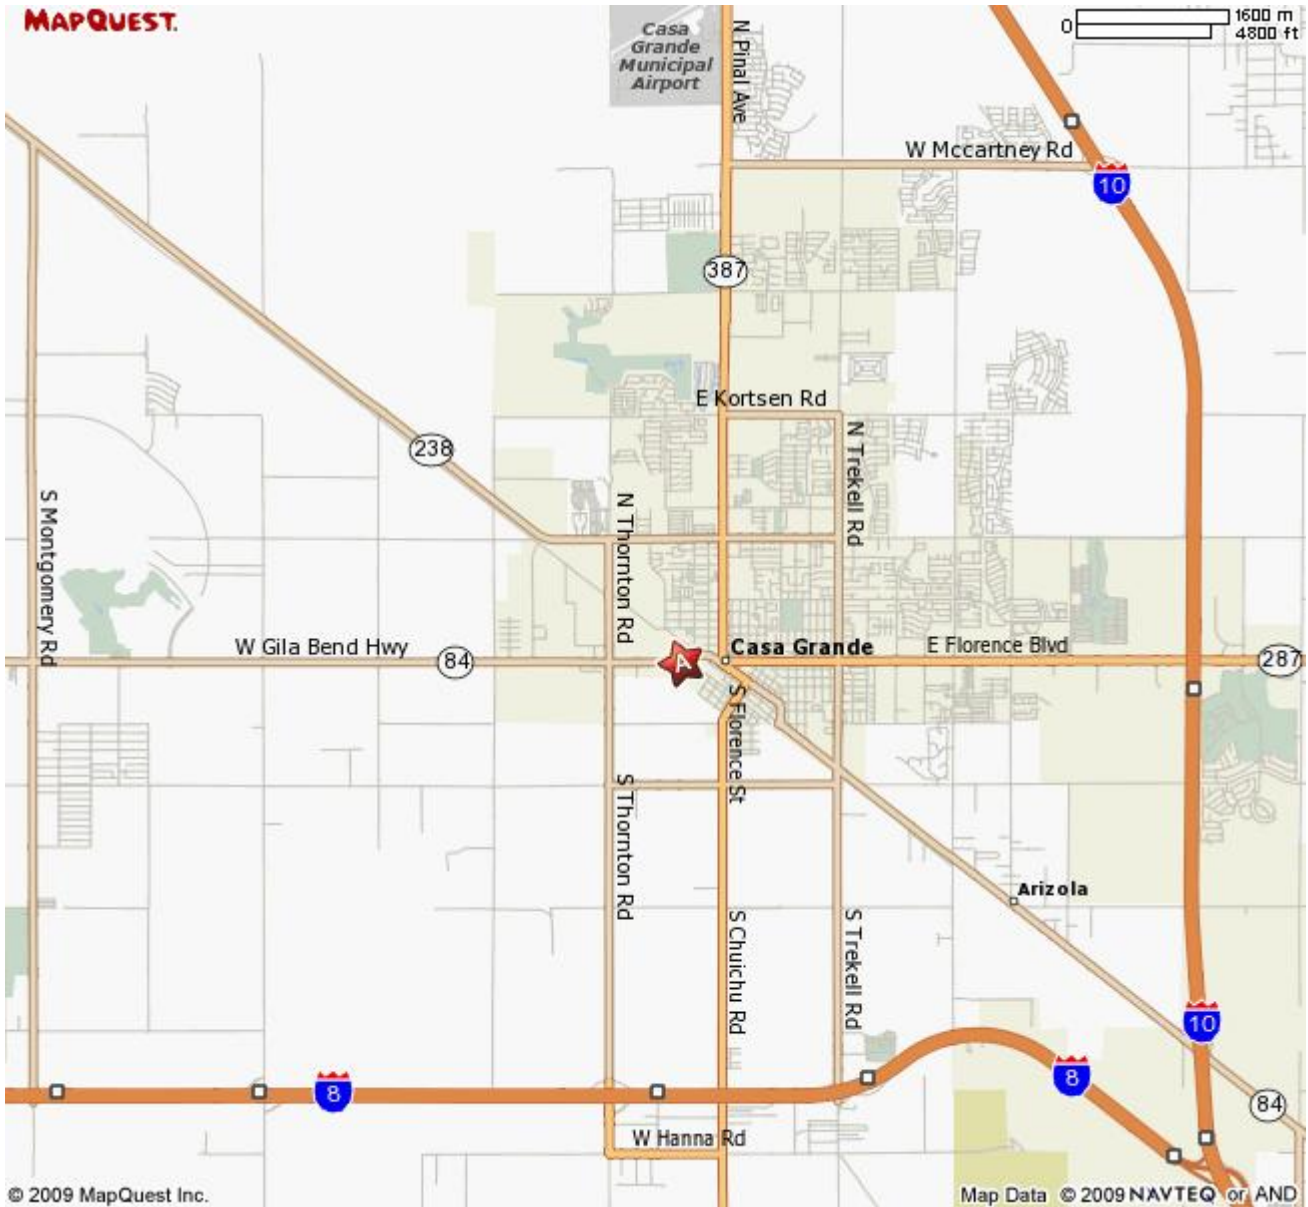 MAPQUEST.
0
1600 m
4800 ft
Casa
Grande
Municipal
Airport
N Pinal Ave
W Mccartney Rd
10
387
E Kortsen Rd
238
N Trekell Rd
S Montgomery Rd
N Thornton Rd
W Gila Bend Hwy
84
A
Casa Grande
E Florence Blvd
287
S Florence St
S Thornton Rd
Arizola
S Chuichu Rd
S Trekell Rd
10
8
8
84
W Hanna Rd
© 2009 MapQuest Inc.
Map Data © 2009 NAVTEQ or AND